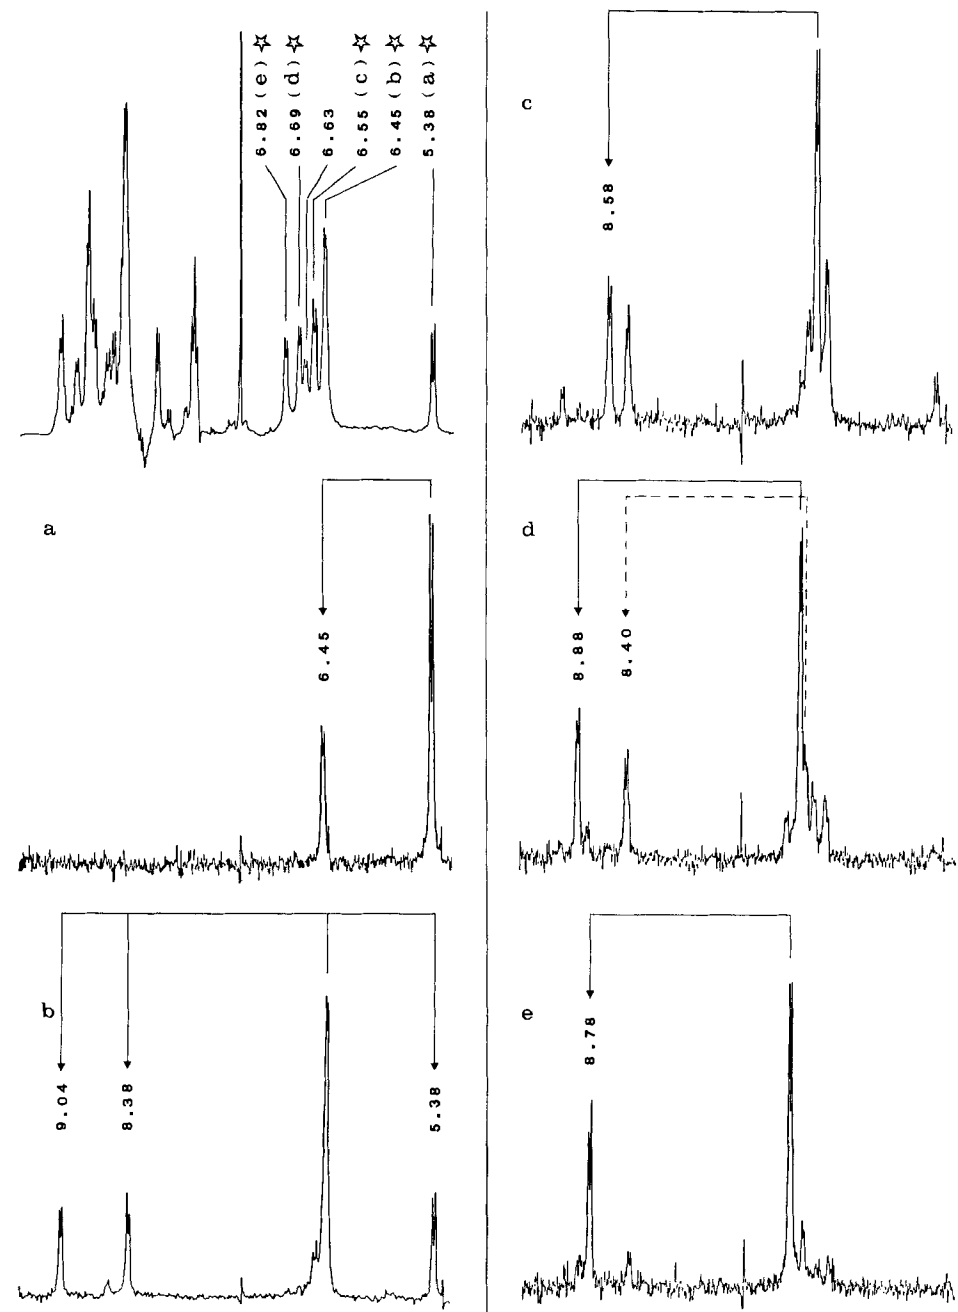 6.82 (e) ☆
6.69 (d) ☆
6.63
6.55 (c) ☆
6.45 (b) ☆
5.38 (a) ☆
a
6.45
b
9.04
8.38
5.38
c
8.58
d
8.88
8.40
e
8.78